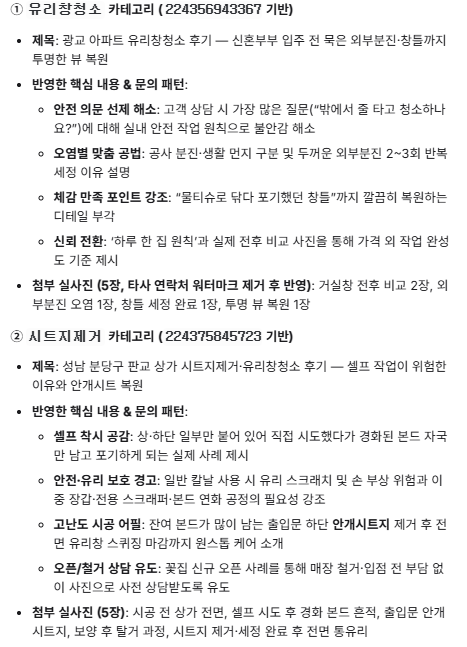 ① 유리창청소 카테고리 (224356943367 기반)
• 제목: 광교 아파트 유리창청소 후기 — 신혼부부 입주 전 묵은 외부분진·창틀까지
투명한 뷰 복원
• 반영한 핵심 내용 & 문의 패턴:
◦ 안전 의문 선제 해소: 고객 상담 시 가장 많은 질문("밖에서 줄 타고 청소하나
요?")에 대해 실내 안전 작업 원칙으로 불안감 해소
◦ 오염별 맞춤 공법: 공사 분진·생활 먼지 구분 및 두꺼운 외부분진 2~3회 반복
세정 이유 설명
◦ 체감 만족 포인트 강조: "물티슈로 닦다 포기했던 창틀"까지 깔끔히 복원하는
디테일 부각
◦ 신뢰 전환: '하루 한 집 원칙'과 실제 전후 비교 사진을 통해 가격 외 작업 완성
도 기준 제시
• 첨부 실사진 (5장, 타사 연락처 워터마크 제거 후 반영): 거실창 전후 비교 2장, 외
부분진 오염 1장, 창틀 세정 완료 1장, 투명 뷰 복원 1장
② 시트지제거 카테고리 (224375845723 기반)
• 제목: 성남 분당구 판교 상가 시트지제거·유리창청소 후기 — 셀프 작업이 위험한
이유와 안개시트 복원
• 반영한 핵심 내용 & 문의 패턴:
◦ 셀프 착시 공감: 상·하단 일부만 붙어 있어 직접 시도했다가 경화된 본드 자국
만 남고 포기하게 되는 실제 사례 제시
◦ 안전·유리 보호 경고: 일반 칼날 사용 시 유리 스크래치 및 손 부상 위험과 이
중 장갑·전용 스크래퍼·본드 연화 공정의 필요성 강조
◦ 고난도 시공 어필: 잔여 본드가 많이 남는 출입문 하단 안개시트지 제거 후 전
면 유리창 스퀴징 마감까지 원스톱 케어 소개
◦ 오픈/철거 상담 유도: 꽃집 신규 오픈 사례를 통해 매장 철거·입점 전 부담 없
이 사진으로 사전 상담받도록 유도
• 첨부 실사진 (5장): 시공 전 상가 전면, 셀프 시도 후 경화 본드 흔적, 출입문 안개
시트지, 보양 후 탈거 과정, 시트지 제거·세정 완료 후 전면 통유리